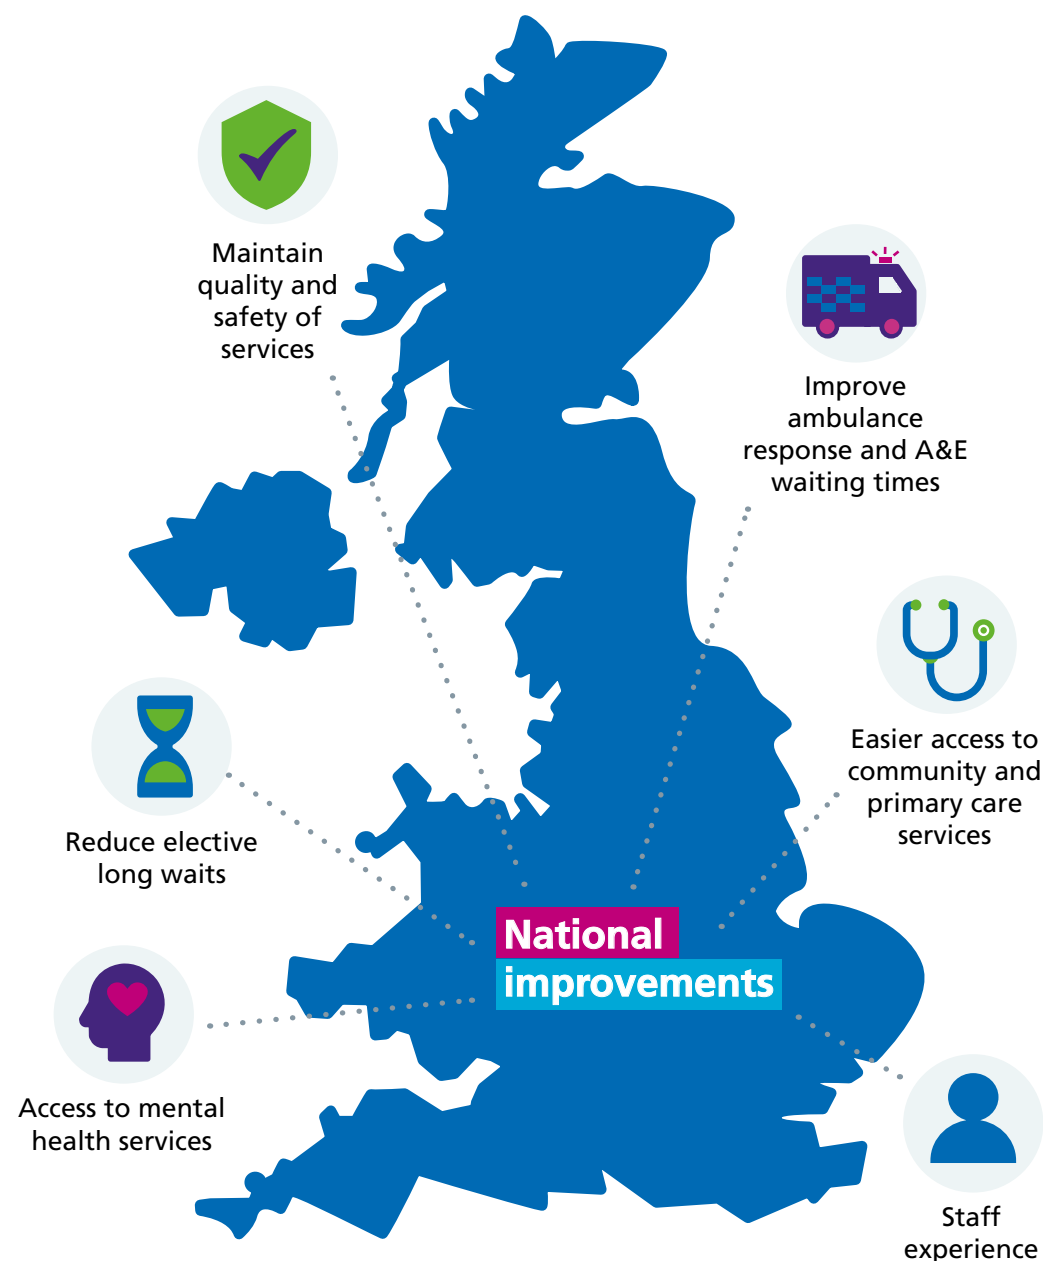 Maintain
quality and
safety of
services
Improve
ambulance
response and A&E
waiting times
Easier access to
community and
primary care
services
Reduce elective
long waits
National
improvements
Access to mental
health services
Staff
experience